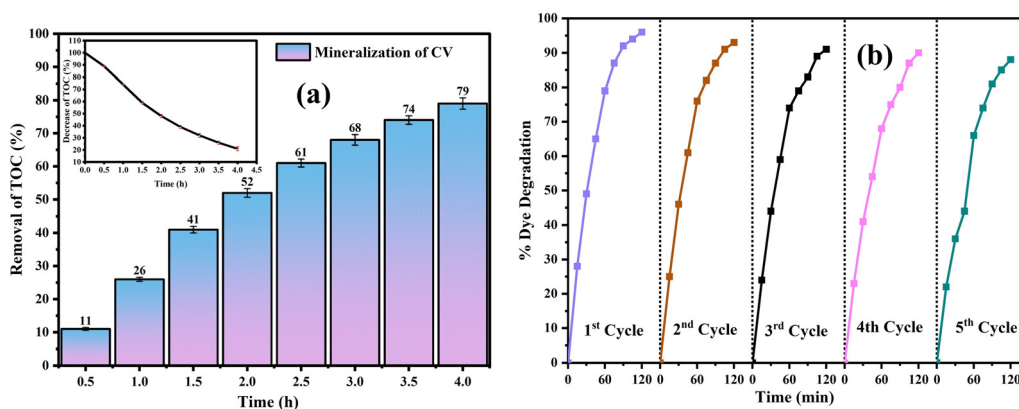 (a)
Mineralization of CV
Removal of TOC (%)
90
80
70
60
50
40
30
20
10
0
11
26
41
52
61
68
74
79
0.5 1.0 1.5 2.0 2.5 3.0 3.5 4.0
Time (h)
Decrease of TOC (%)
100
90
80
70
60
50
40
30
20
10
0.0 0.5 1.0 1.5 2.0 2.5 3.0 3.5 4.0 4.5
Time (h)
(b)
% Dye Degradation
100
90
80
70
60
50
40
30
20
10
0
1st Cycle
2nd Cycle
3rd Cycle
4th Cycle
5th Cycle
0 60 120 0 60 120 0 60 120 0 60 120 0 60 120
Time (min)